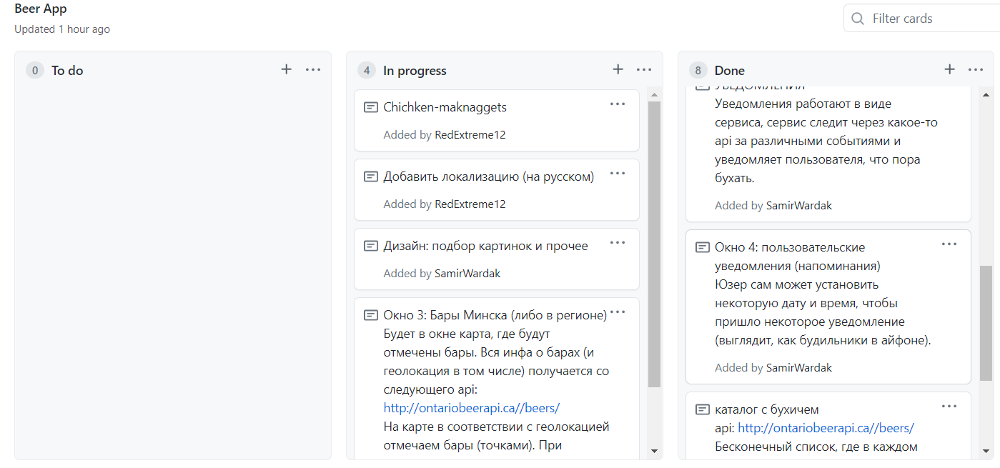 Beer App
Updated 1 hour ago
Filter cards
0 To do
4 In progress
Chichken-maknaggets
Added by RedExtreme12
Добавить локализацию (на русском)
Added by RedExtreme12
Дизайн: подбор картинок и прочее
Added by SamirWardak
Окно 3: Бары Минска (либо в регионе)
Будет в окне карта, где будут
отмечены бары. Вся инфа о барах (и
геолокация в том числе) получается со
следующего api:
http://ontariobeerapi.ca//beers/
На карте в соответствии с геолокацией
отмечаем бары (точками). При
8 Done
УВЕДОМЛЕНИЯ
Уведомления работают в виде
сервиса, сервис следит через какое-то
api за различными событиями и
уведомляет пользователя, что пора
бухать.
Added by SamirWardak
Окно 4: пользовательские
уведомления (напоминания)
Юзер сам может установить
некоторую дату и время, чтобы
пришло некоторое уведомление
(выглядит, как будильники в айфоне).
Added by SamirWardak
каталог с бухичем
api: http://ontariobeerapi.ca//beers/
Бесконечный список, где в каждом